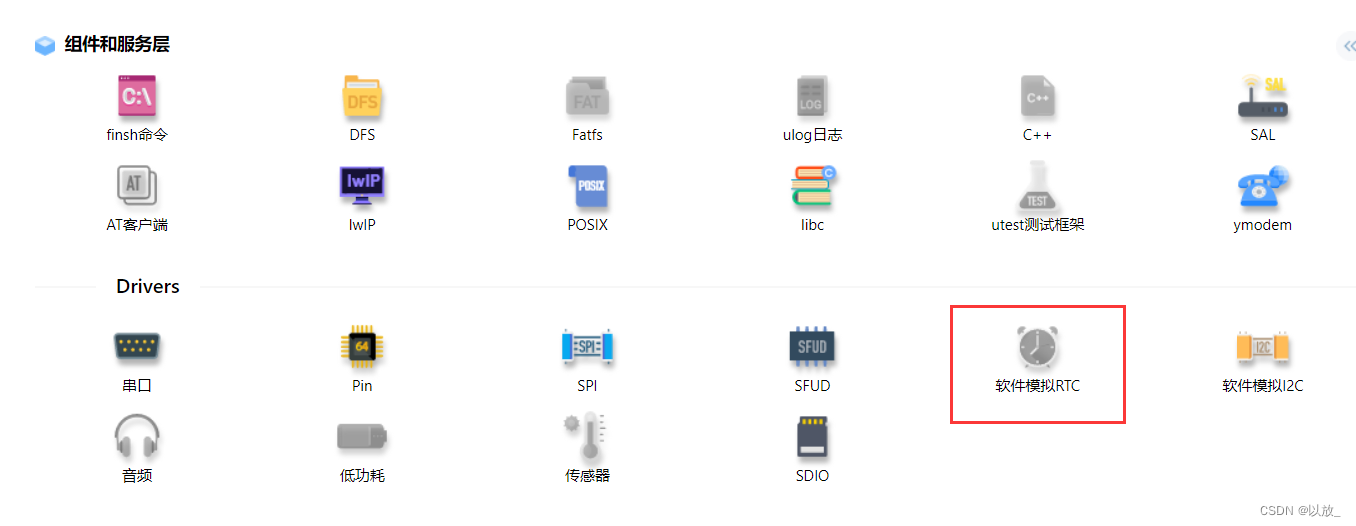 组件和服务层
C:\ DFS FAT LOG C++ SAL
finsh命令 DFS Fatfs ulog日志 C++ SAL
AT lwIP POSIX C TEST
AT客户端 lwIP POSIX libc utest测试框架 ymodem
Drivers
64 SPI SFUD I2C
串口 Pin SPI SFUD 软件模拟RTC 软件模拟I2C
音频 低功耗 传感器 SDIO
CSDN @以放_